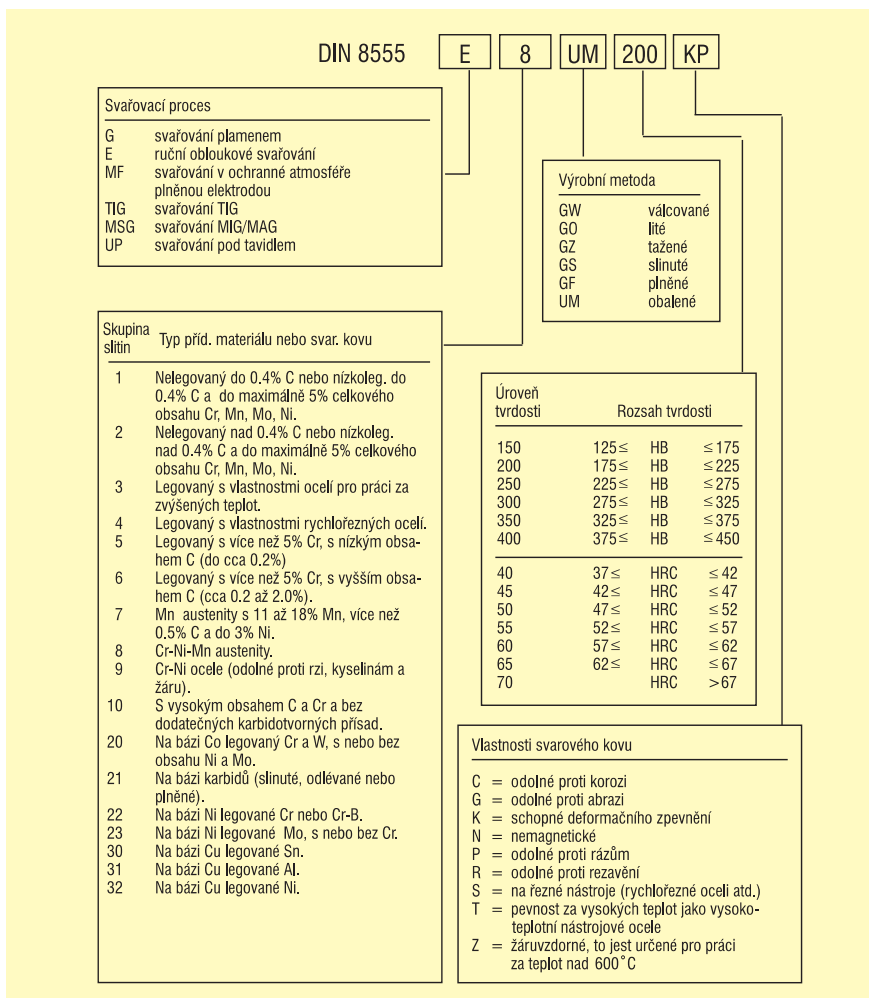 DIN 8555 E 8 UM 200 KP
Svařovací proces
G svařování plamenem
E ruční obloukové svařování
MF svařování v ochranné atmosféře
plněnou elektrodou
TIG svařování TIG
MSG svařování MIG/MAG
UP svařování pod tavidlem
Výrobní metoda
GW válcované
GO lité
GZ tažené
GS slinuté
GF plněné
UM obalené
Skupina
slitin
Typ příd. materiálu nebo svar. kovu
1 Nelegovaný do 0.4% C nebo nízkoleg. do
0.4% C a do maximálně 5% celkového
obsahu Cr, Mn, Mo, Ni.
2 Nelegovaný nad 0.4% C nebo nízkoleg.
nad 0.4% C a do maximálně 5% celkového
obsahu Cr, Mn, Mo, Ni.
3 Legovaný s vlastnostmi ocelí pro práci za
zvýšených teplot.
4 Legovaný s vlastnostmi rychlořezných ocelí.
5 Legovaný s více než 5% Cr, s nízkým obsa-
hem C (do cca 0.2%)
6 Legovaný s více než 5% Cr, s vyšším obsa-
hem C (cca 0.2 až 2.0%).
7 Mn austenity s 11 až 18% Mn, více než
0.5% C a do 3% Ni.
8 Cr-Ni-Mn austenity.
9 Cr-Ni ocele (odolné proti rzi, kyselinám a
žáru).
10 S vysokým obsahem C a Cr a bez
dodatečných karbidotvorných přísad.
20 Na bázi Co legovaný Cr a W, s nebo bez
obsahu Ni a Mo.
21 Na bázi karbidů (slinuté, odlévané nebo
plněné).
22 Na bázi Ni legované Cr nebo Cr-B.
23 Na bázi Ni legované Mo, s nebo bez Cr.
30 Na bázi Cu legované Sn.
31 Na bázi Cu legované Al.
32 Na bázi Cu legované Ni.
Úroveň
tvrdosti
Rozsah tvrdosti
150 125≤ HB ≤175
200 175≤ HB ≤225
250 225≤ HB ≤275
300 275≤ HB ≤325
350 325≤ HB ≤375
400 375≤ HB ≤450
40 37≤ HRC ≤42
45 42≤ HRC ≤47
50 47≤ HRC ≤52
55 52≤ HRC ≤57
60 57≤ HRC ≤62
65 62≤ HRC ≤67
70 HRC >67
Vlastnosti svarového kovu
C = odolné proti korozi
G = odolné proti abrazi
K = schopné deformačního zpevnění
N = nemagnetické
P = odolné proti rázům
R = odolné proti rezavění
S = na řezné nástroje (rychlořezné oceli atd.)
T = pevnost za vysokých teplot jako vysoko-
teplotní nástrojové ocele
Z = žáruvzdorné, to jest určené pro práci
za teplot nad 600˚C